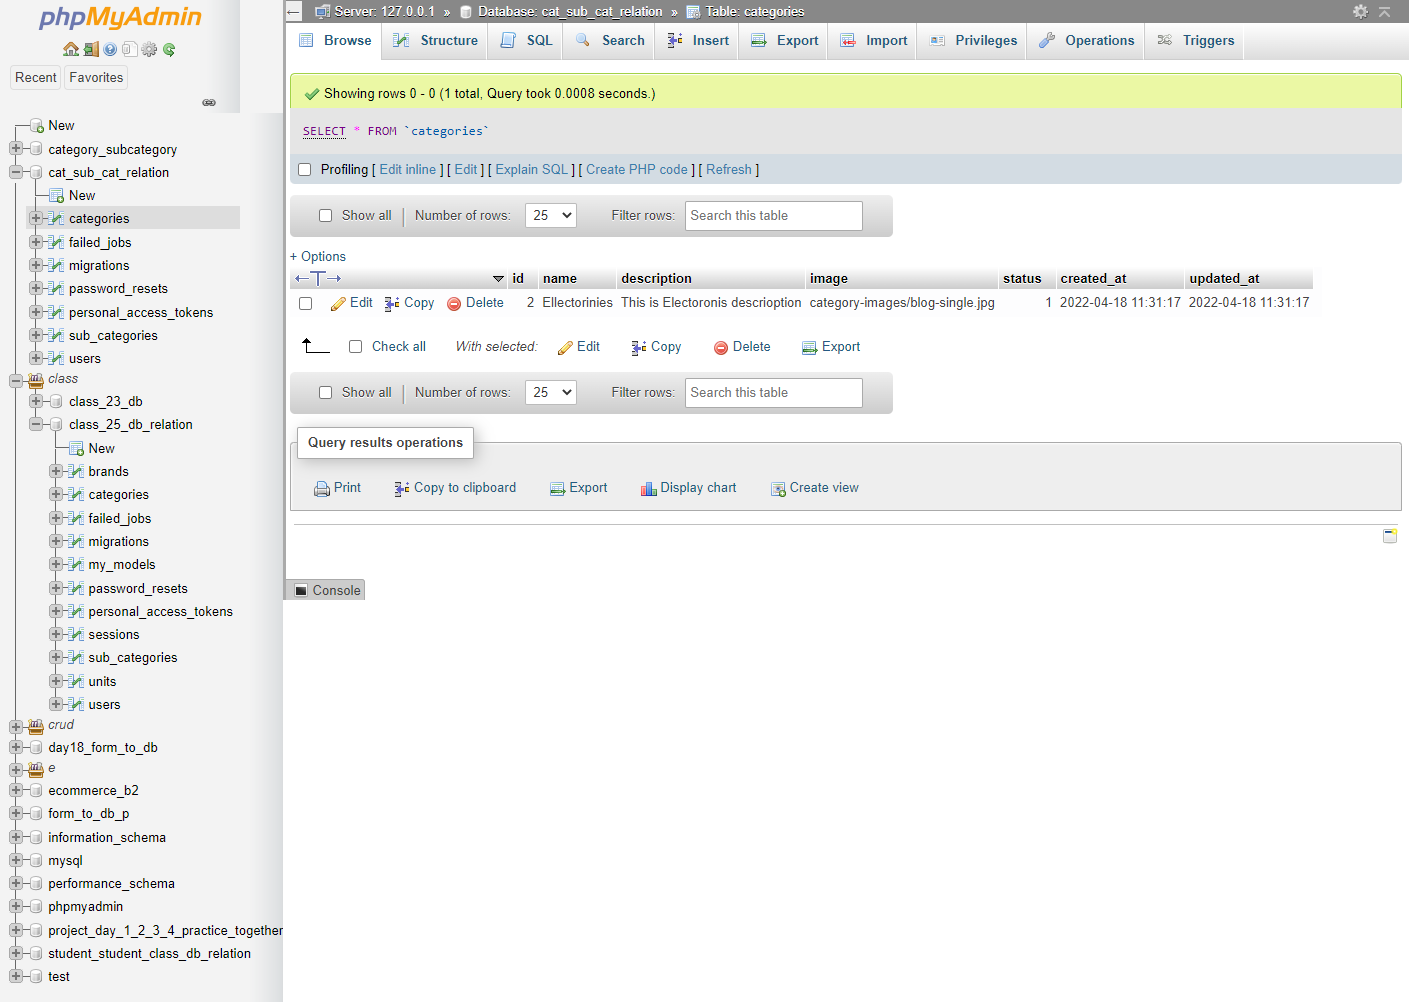 phpMyAdmin
Recent Favorites
New
category_subcategory
cat_sub_cat_relation
New
categories
failed_jobs
migrations
password_resets
personal_access_tokens
sub_categories
users
class
class_23_db
class_25_db_relation
New
brands
categories
failed_jobs
migrations
my_models
password_resets
personal_access_tokens
sessions
sub_categories
units
users
crud
day18_form_to_db
e
ecommerce_b2
form_to_db_p
information_schema
mysql
performance_schema
phpmyadmin
project_day_1_2_3_4_practice_together
student_student_class_db_relation
test
Server: 127.0.0.1 » Database: cat_sub_cat_relation » Table: categories
Browse Structure SQL Search Insert Export Import Privileges Operations Triggers
Showing rows 0 - 0 (1 total, Query took 0.0008 seconds.)
SELECT * FROM `categories`
Profiling [ Edit inline ] [ Edit ] [ Explain SQL ] [ Create PHP code ] [ Refresh ]
Show all Number of rows: 25 Filter rows: Search this table
+ Options
←T→ id name description image status created_at updated_at
Edit Copy Delete 2 Ellectorinies This is Electoronis descrioption category-images/blog-single.jpg 1 2022-04-18 11:31:17 2022-04-18 11:31:17
Check all With selected: Edit Copy Delete Export
Show all Number of rows: 25 Filter rows: Search this table
Query results operations
Print Copy to clipboard Export Display chart Create view
Console